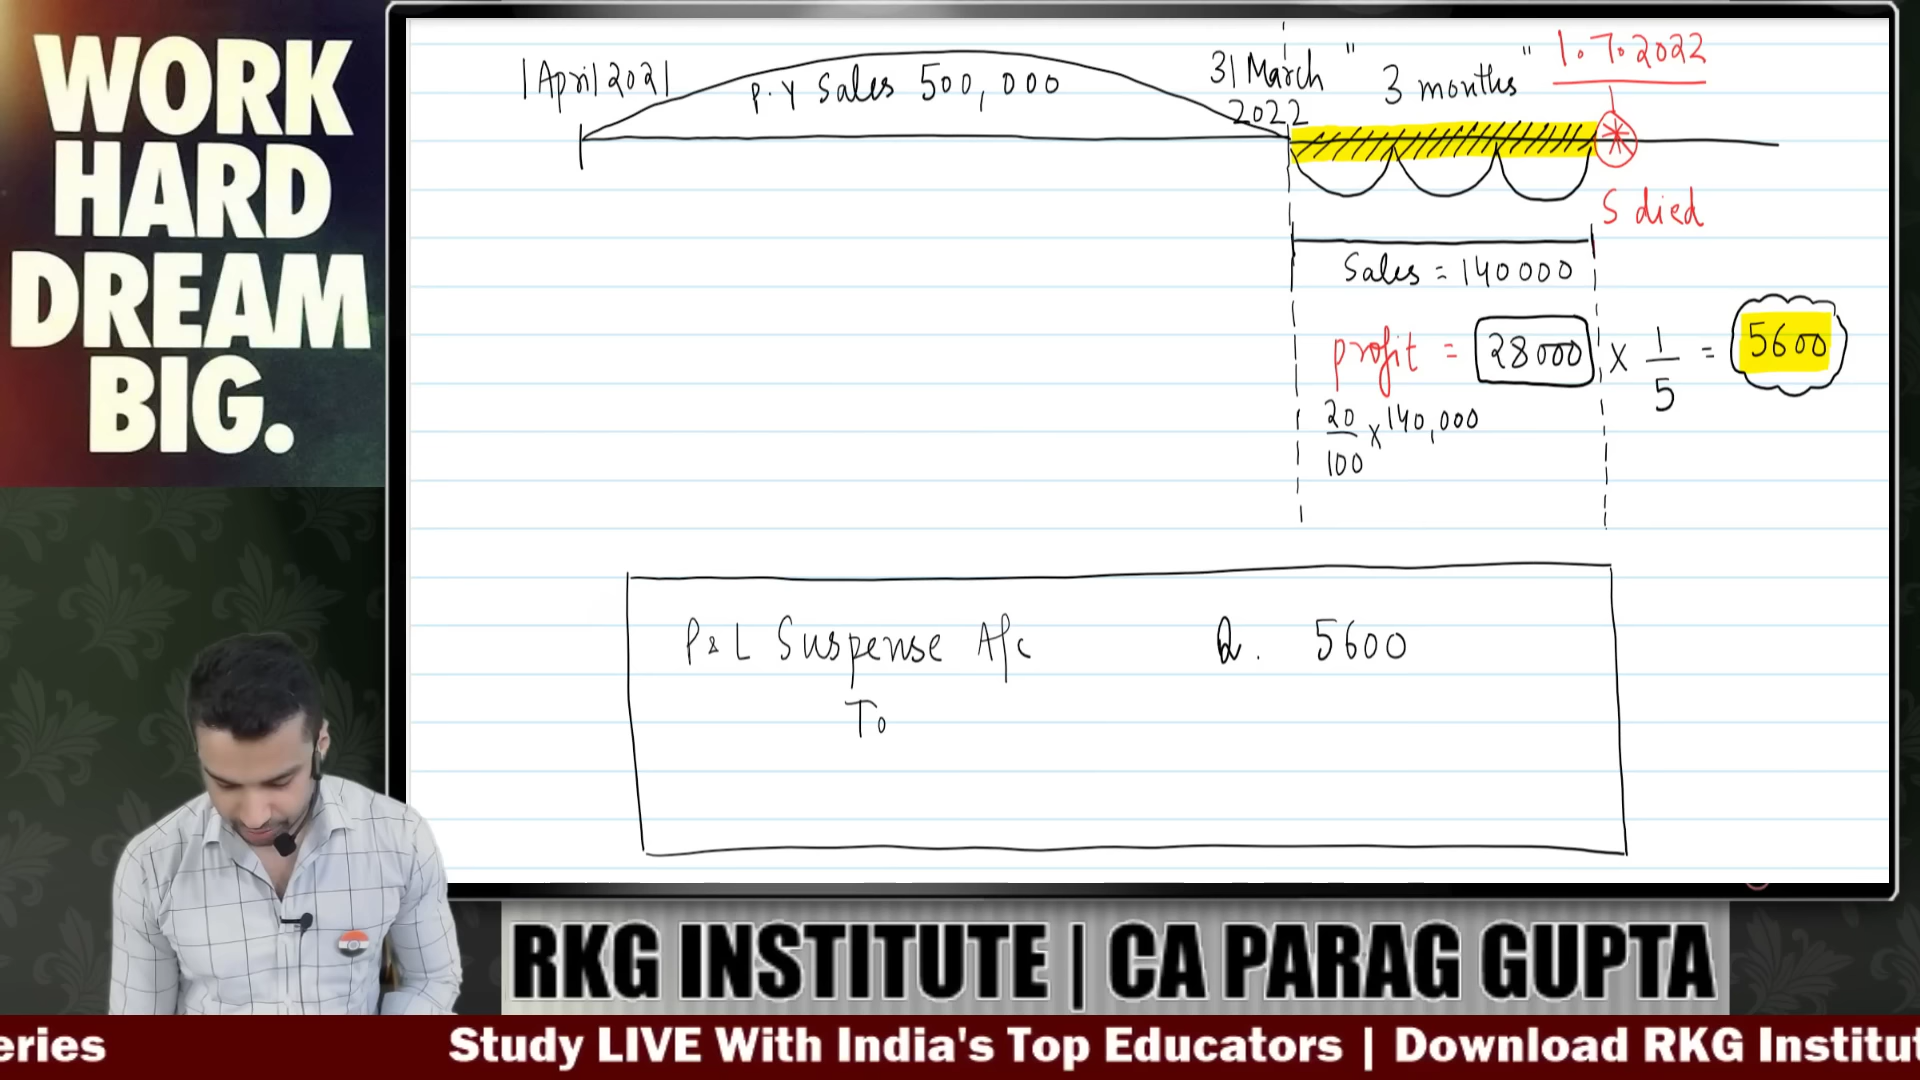 WORK
HARD
DREAM
BIG.
1 April 2021
P.Y Sales 500,000
31 March
2022
" 3 months "
1.7.2022
S died
Sales = 140000
profit = 28000 × 1/5 = 5600
20/100 × 140,000
P & L Suspense A/c Dr. 5600
To
RKG INSTITUTE | CA PARAG GUPTA
eries Study LIVE With India's Top Educators | Download RKG Institut